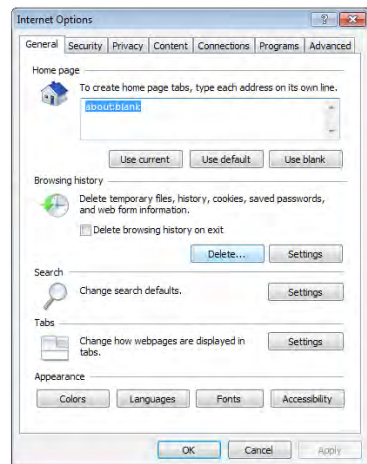 Internet Options
General Security Privacy Content Connections Programs Advanced
Home page
To create home page tabs, type each address on its own line.
about:blank
Use current Use default Use blank
Browsing history
Delete temporary files, history, cookies, saved passwords,
and web form information.
Delete browsing history on exit
Delete... Settings
Search
Change search defaults. Settings
Tabs
Change how webpages are displayed in
tabs.
Settings
Appearance
Colors Languages Fonts Accessibility
OK Cancel Apply